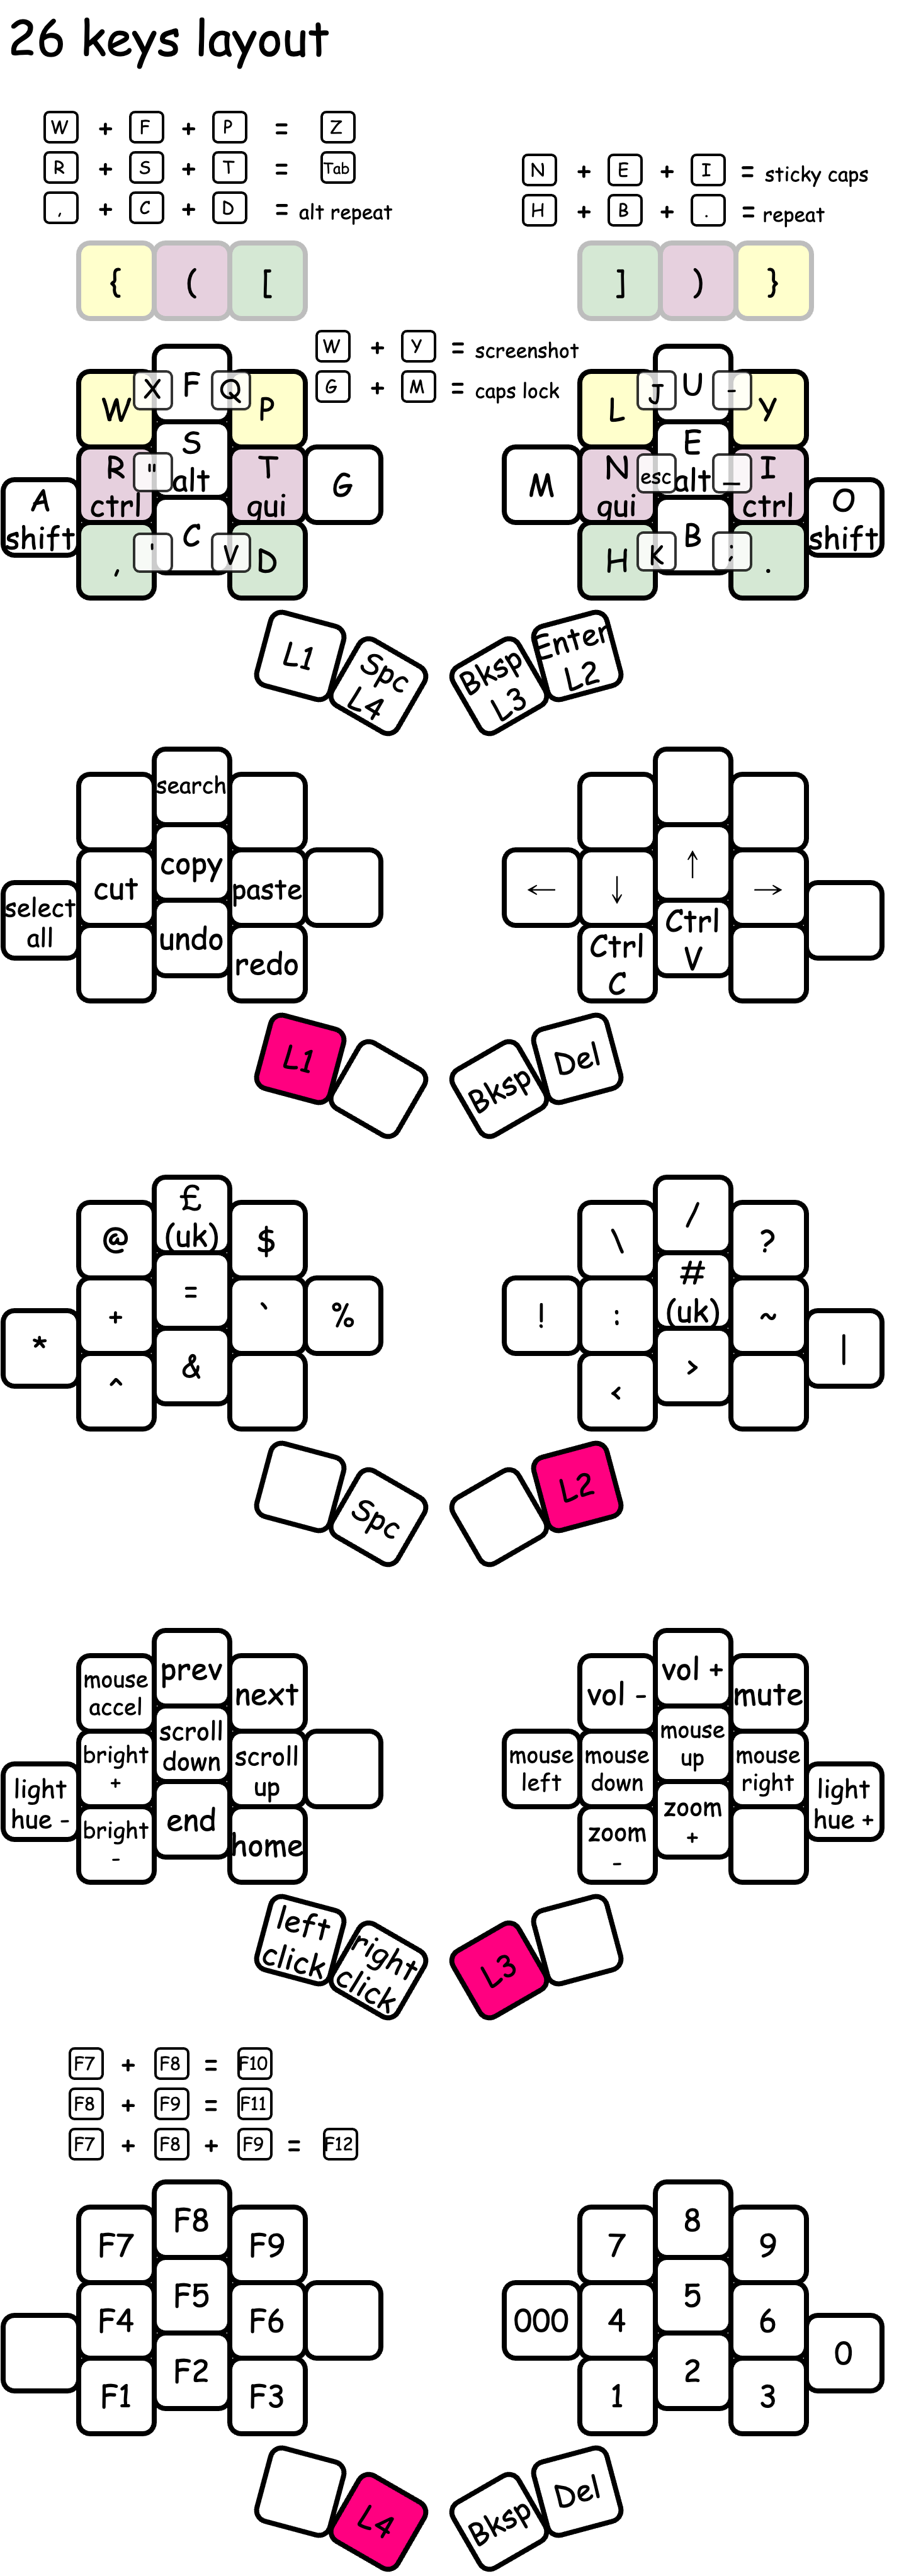 26 keys layout
W + F + P = Z
R + S + T = Tab
, + C + D = alt repeat
N + E + I = sticky caps
H + B + . = repeat
{ ( [
] ) }
W + Y = screenshot
G + M = caps lock
W X F Q P
L J U - Y
A shift
R ctrl
"
S alt
T gui
G
M
N gui
esc
E alt
_
I ctrl
O shift
, ' C V D
H K B ; .
L1
Spc
L4
Bksp
L3
Enter
L2
search
select all
cut
copy
paste
undo
redo
← ↓ ↑ →
Ctrl C
Ctrl V
L1
Bksp
Del
@
£ (uk)
$
\ / ?
* + = ` %
! :
# (uk)
~ |
^ &
< >
Spc
L2
mouse accel
prev
next
vol -
vol +
mute
light hue -
bright +
scroll down
scroll up
mouse left
mouse down
mouse up
mouse right
light hue +
bright -
end
home
zoom -
zoom +
left click
right click
L3
F7 + F8 = F10
F8 + F9 = F11
F7 + F8 + F9 = F12
F7 F8 F9
7 8 9
F4 F5 F6
000 4 5 6 0
F1 F2 F3
1 2 3
L4
Bksp
Del